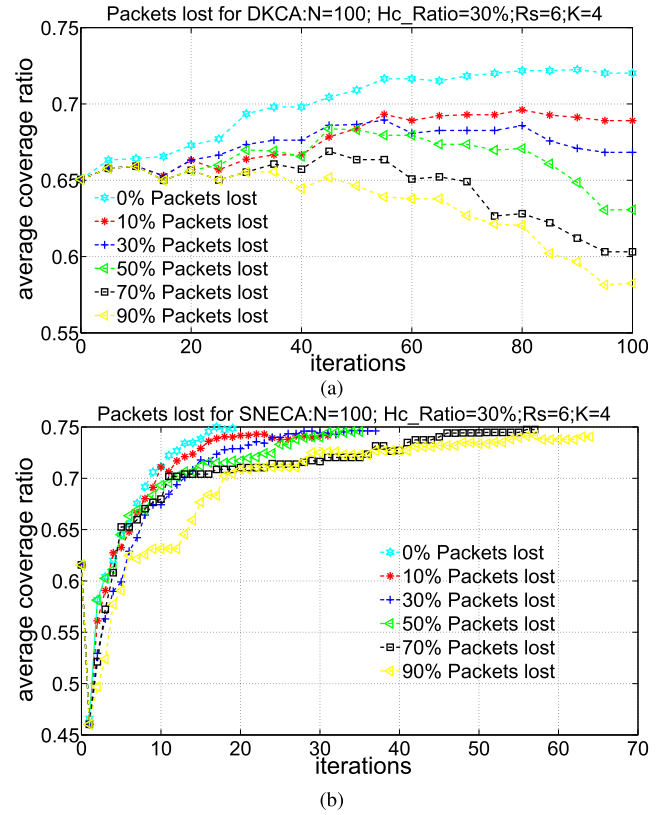 Packets lost for DKCA:N=100; Hc_Ratio=30%;Rs=6;K=4
average coverage ratio
0.75
0.7
0.65
0.6
0.55
0% Packets lost
10% Packets lost
30% Packets lost
50% Packets lost
70% Packets lost
90% Packets lost
0 20 40 60 80 100
iterations
(a)
Packets lost for SNECA:N=100; Hc_Ratio=30%;Rs=6;K=4
average coverage ratio
0.75
0.7
0.65
0.6
0.55
0.5
0.45
0% Packets lost
10% Packets lost
30% Packets lost
50% Packets lost
70% Packets lost
90% Packets lost
0 10 20 30 40 50 60 70
iterations
(b)